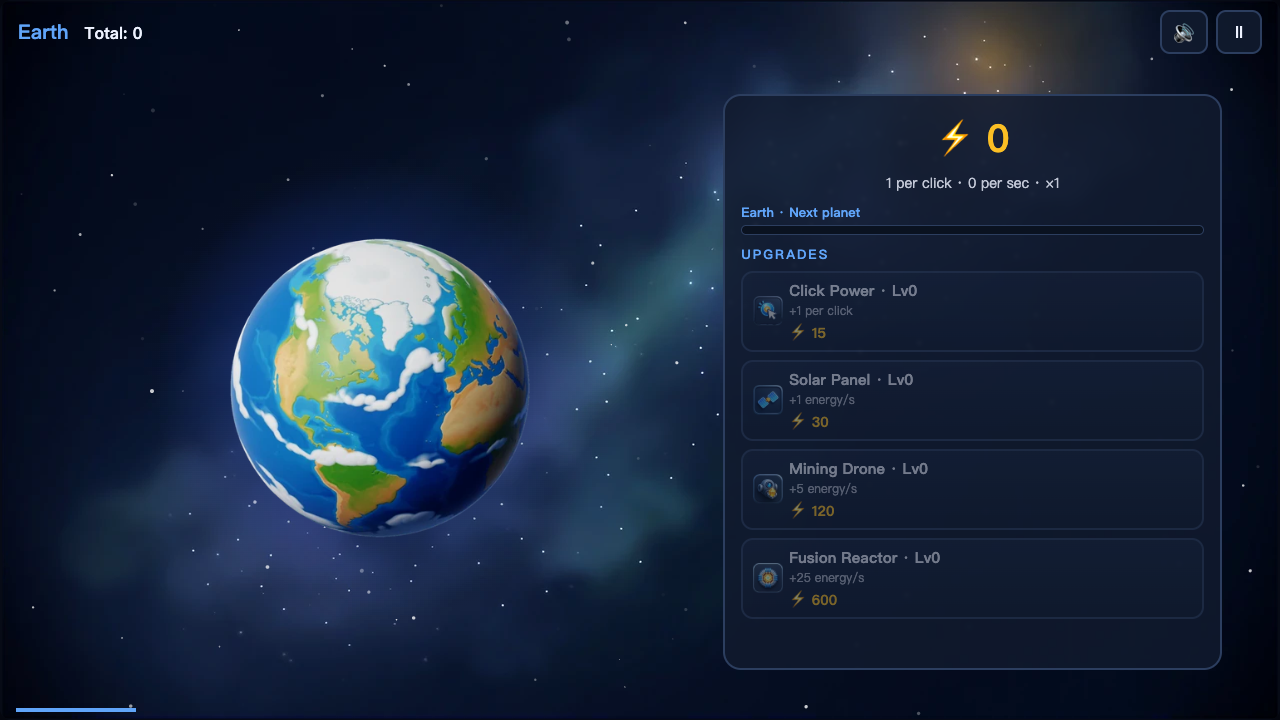 Earth Total: 0
⚡ 0
1 per click · 0 per sec · x1
Earth · Next planet
UPGRADES
Click Power · Lv0
+1 per click
⚡ 15
Solar Panel · Lv0
+1 energy/s
⚡ 30
Mining Drone · Lv0
+5 energy/s
⚡ 120
Fusion Reactor · Lv0
+25 energy/s
⚡ 600